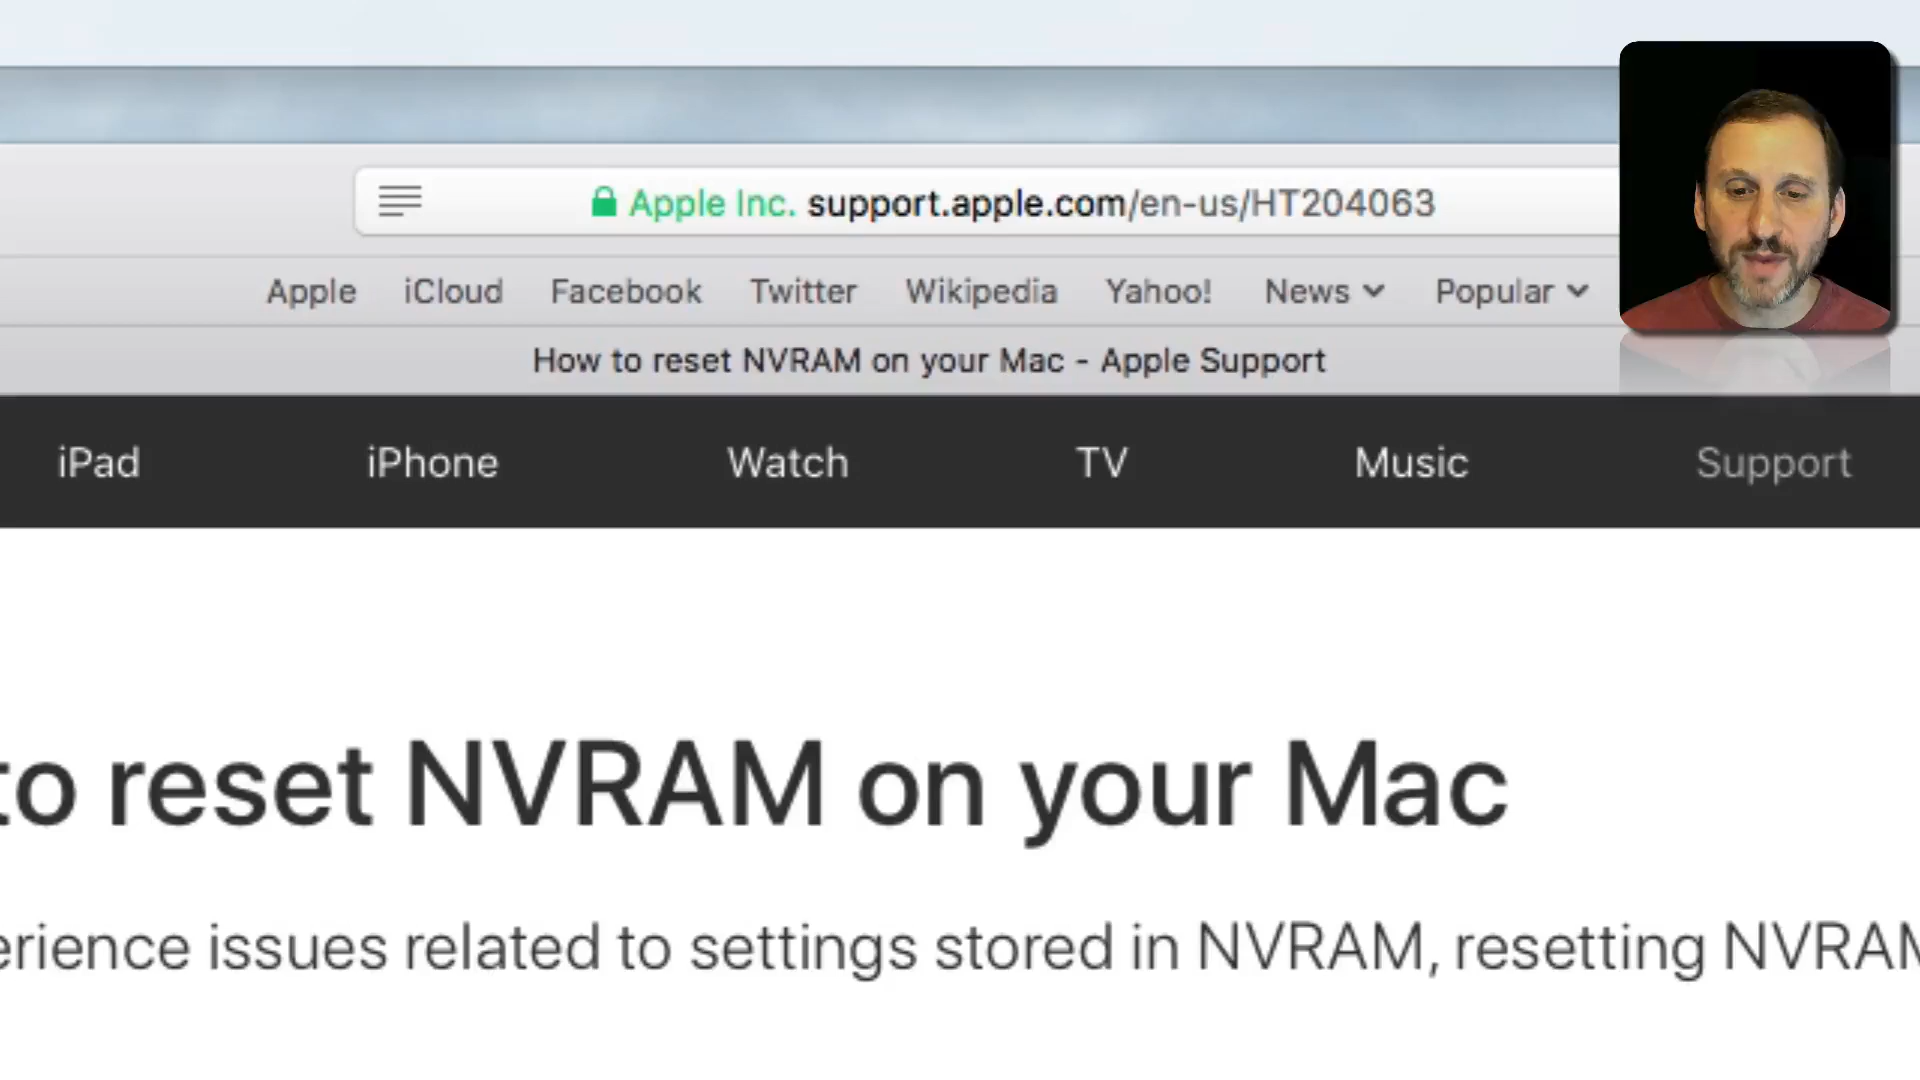 Apple Inc. support.apple.com/en-us/HT204063
Apple iCloud Facebook Twitter Wikipedia Yahoo! News Popular
How to reset NVRAM on your Mac - Apple Support
iPad iPhone Watch TV Music Support
to reset NVRAM on your Mac
erience issues related to settings stored in NVRAM, resetting NVRAM